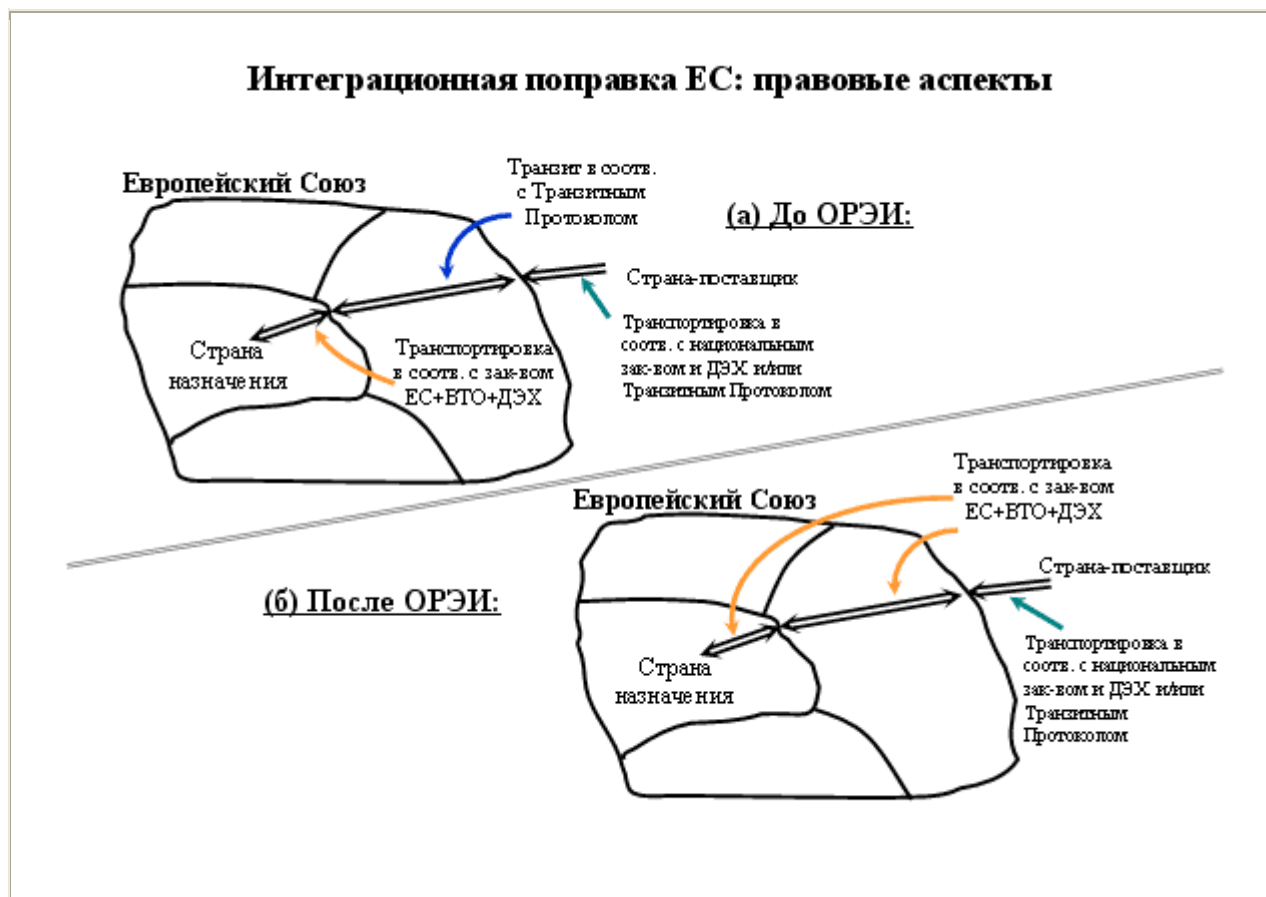 Интеграционная поправка ЕС: правовые аспекты
Транзит в соотв.
с Транзитным
Протоколом
Европейский Союз
(а) До ОРЭИ:
Страна-поставщик
Транспортировка в
соотв. с национальным
зак-вом и ДЭХ и/или
Транзитным Протоколом
Страна
назначения
Транспортировка
в соотв. с зак-вом
ЕС+ВТО+ДЭХ
Транспортировка
в соотв. с зак-вом
ЕС+ВТО+ДЭХ
Европейский Союз
(б) После ОРЭИ:
Страна-поставщик
Транспортировка в
соотв. с национальным
зак-вом и ДЭХ и/или
Транзитным
Протоколом
Страна
назначения